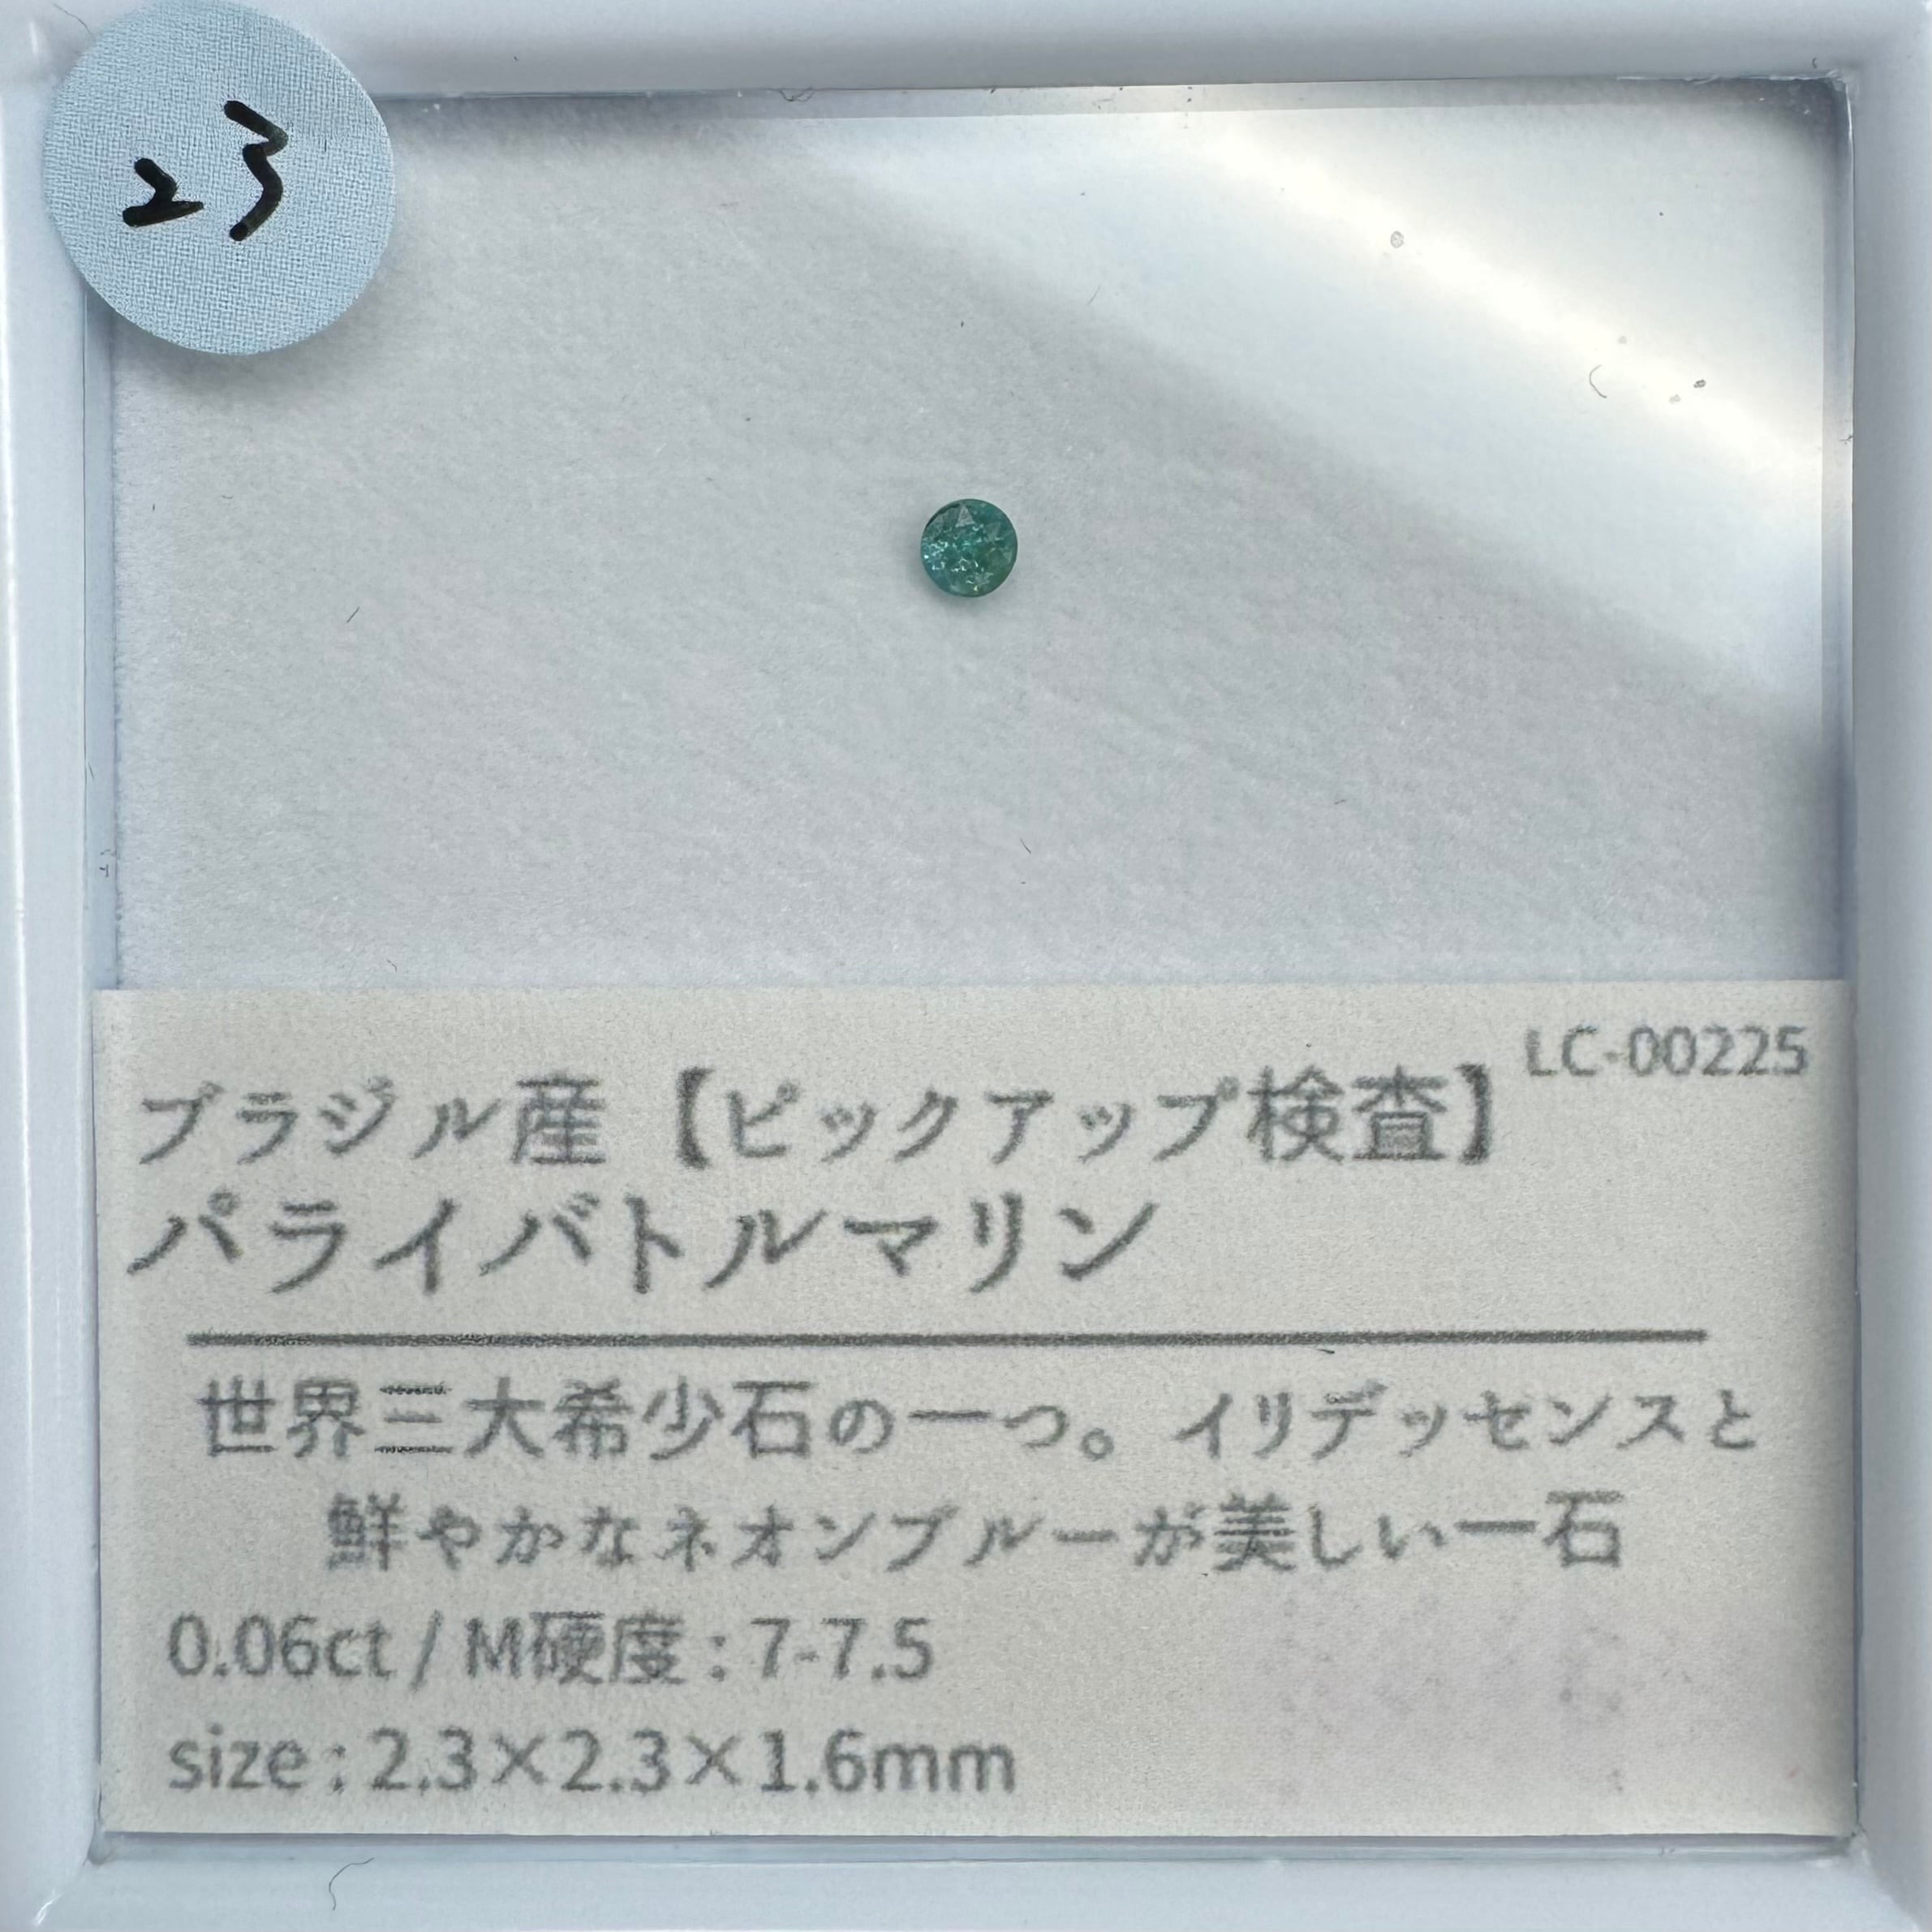 23
LC-00225
ブラジル産【ピックアップ検査】
パライバトルマリン
世界三大希少石の一つ。イリデッセンスと
鮮やかなネオンブルーが美しい一石
0.06ct / M硬度 : 7-7.5
size : 2.3×2.3×1.6mm